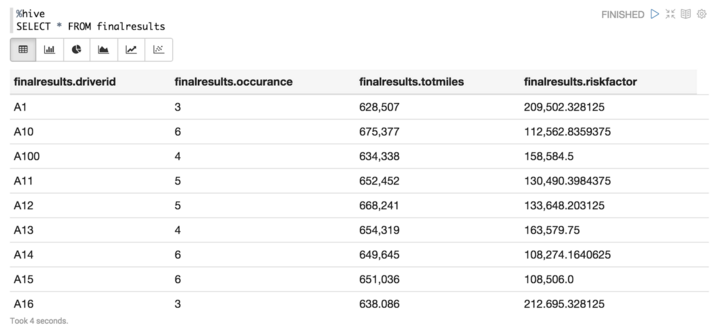 %hive
SELECT * FROM finalresults
FINISHED
finalresults.driverid finalresults.occurance finalresults.totmiles finalresults.riskfactor
A1 3 628,507 209,502.328125
A10 6 675,377 112,562.8359375
A100 4 634,338 158,584.5
A11 5 652,452 130,490.3984375
A12 5 668,241 133,648.203125
A13 4 654,319 163,579.75
A14 6 649,645 108,274.1640625
A15 6 651,036 108,506.0
A16 3 638.086 212.695.328125
Took 4 seconds.